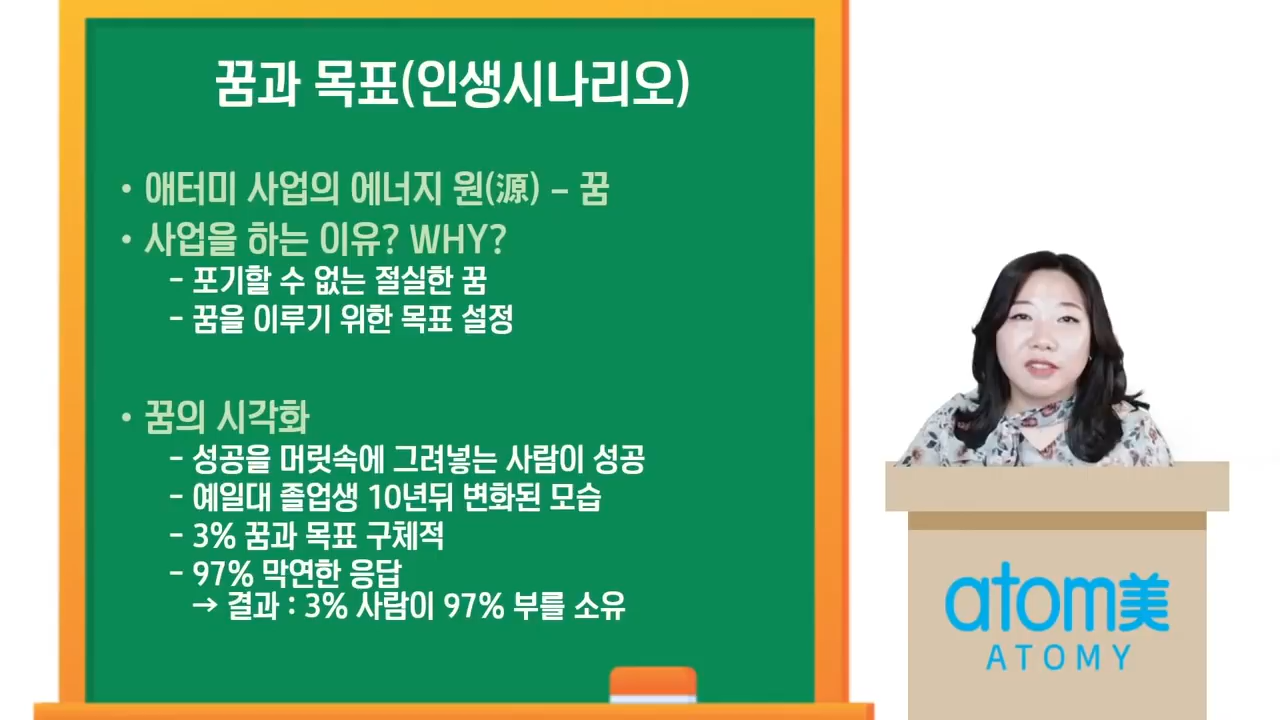 꿈과 목표(인생시나리오)
• 애터미 사업의 에너지 원(源) – 꿈
• 사업을 하는 이유? WHY?
- 포기할 수 없는 절실한 꿈
- 꿈을 이루기 위한 목표 설정
• 꿈의 시각화
- 성공을 머릿속에 그려넣는 사람이 성공
- 예일대 졸업생 10년뒤 변화된 모습
- 3% 꿈과 목표 구체적
- 97% 막연한 응답
→ 결과 : 3% 사람이 97% 부를 소유
atom美
ATOMY